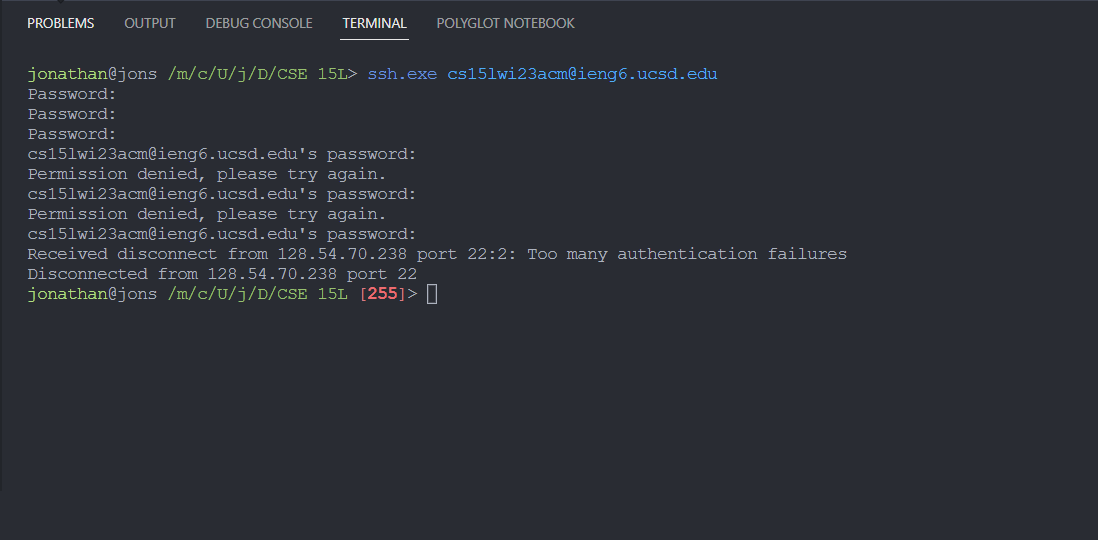 PROBLEMS OUTPUT DEBUG CONSOLE TERMINAL POLYGLOT NOTEBOOK
jonathan@jons /m/c/U/j/D/CSE 15L> ssh.exe cs15lwi23acm@ieng6.ucsd.edu
Password:
Password:
Password:
cs15lwi23acm@ieng6.ucsd.edu's password:
Permission denied, please try again.
cs15lwi23acm@ieng6.ucsd.edu's password:
Permission denied, please try again.
cs15lwi23acm@ieng6.ucsd.edu's password:
Received disconnect from 128.54.70.238 port 22:2: Too many authentication failures
Disconnected from 128.54.70.238 port 22
jonathan@jons /m/c/U/j/D/CSE 15L [255]>